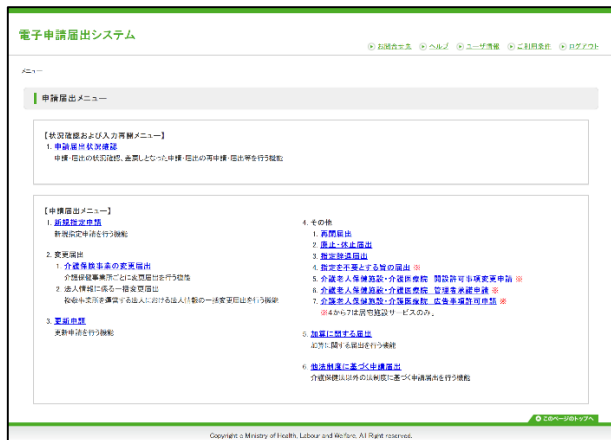 電子申請届出システム
お問合せ先 ヘルプ ユーザ情報 ご利用条件 ログアウト
メニュー
申請届出メニュー
【状況確認および入力再開メニュー】
1. 申請届出状況確認
申請・届出の状況確認、差戻しとなった申請・届出の再申請・届出等を行う機能
【申請届出メニュー】
1. 新規指定申請
新規指定申請を行う機能
2. 変更届出
1. 介護保険事業の変更届出
介護保険事業所ごとに変更届出を行う機能
2. 法人情報に係る一括変更届出
複数事業所を運営する法人における法人情報の一括変更届出を行う機能
3. 更新申請
更新申請を行う機能
4. その他
1. 再開届出
2. 廃止・休止届出
3. 指定辞退届出
4. 指定を不要とする旨の届出 ※
5. 介護老人保健施設・介護医療院 開設許可事項変更申請 ※
6. 介護老人保健施設・介護医療院 管理者承認申請 ※
7. 介護老人保健施設・介護医療院 広告事項許可申請 ※
※4から7は居宅施設サービスのみ。
5. 加算に関する届出
加算に関する届出を行う機能
6. 他法制度に基づく申請届出
介護保険法以外の法制度に基づく申請届出を行う機能
このページのトップへ
Copyright © Ministry of Health, Labour and Welfare, All Right reserved.